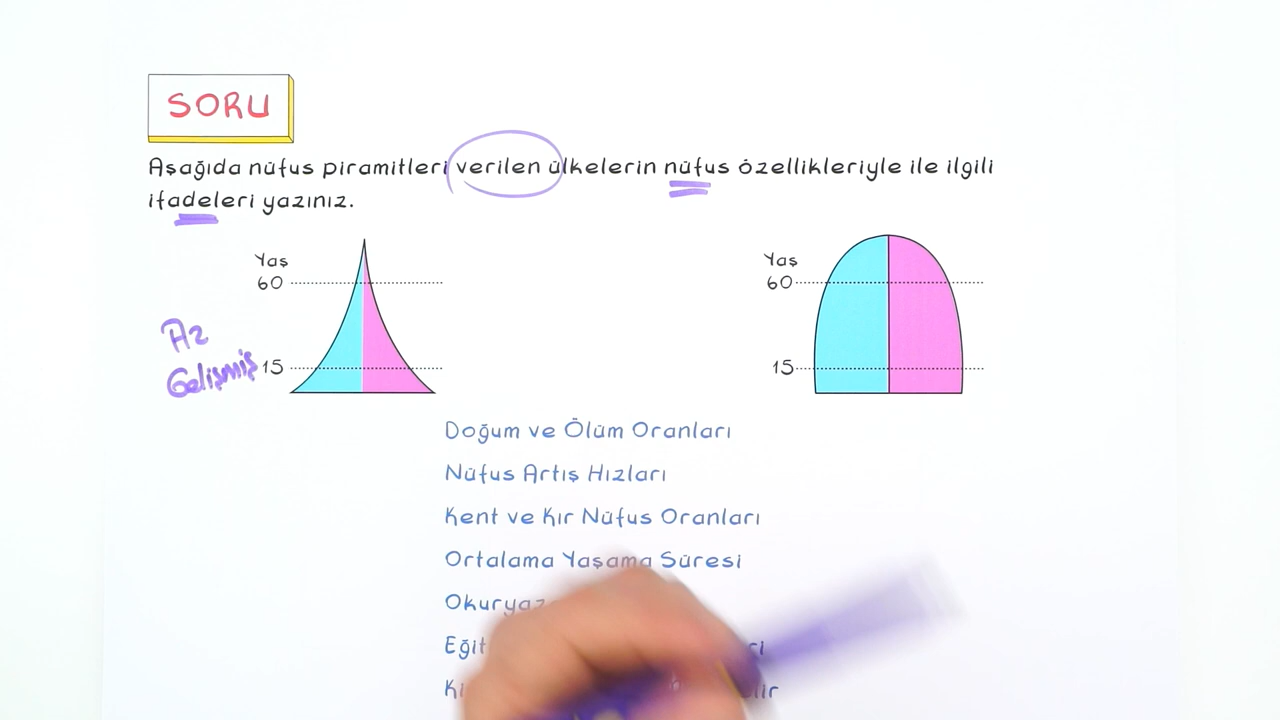 SORU
Aşağıda nüfus piramitleri verilen ülkelerin nüfus özellikleriyle ile ilgili
ifadeleri yazınız.
Yaş
60
15
Az
Gelişmiş
Yaş
60
15
Doğum ve Ölüm Oranları
Nüfus Artış Hızları
Kent ve Kır Nüfus Oranları
Ortalama Yaşama Süresi